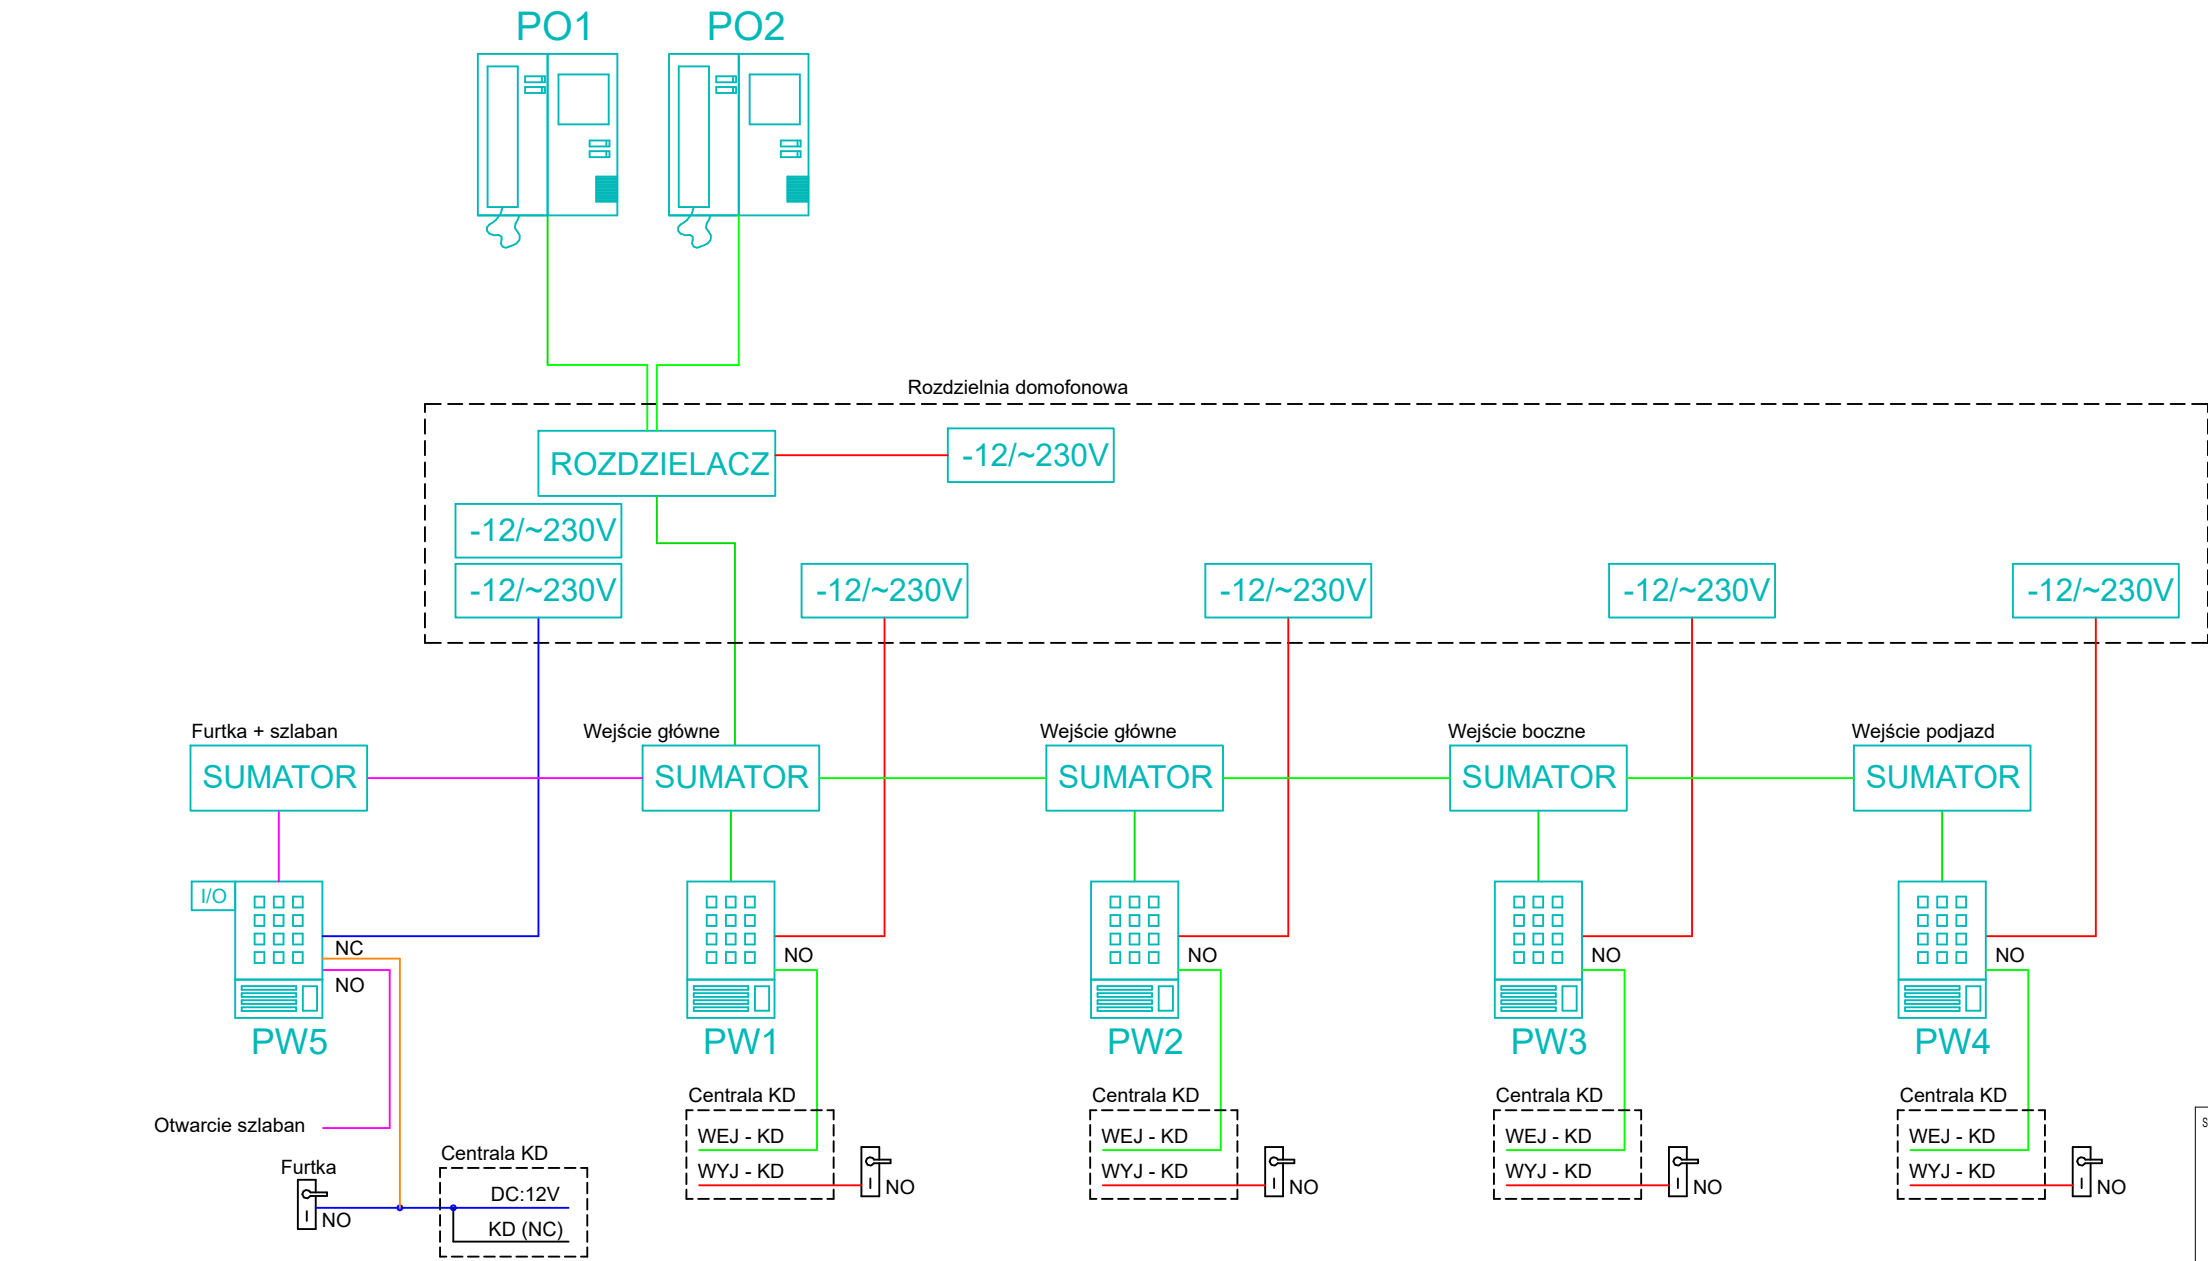 PO1 PO2
Rozdzielnia domofonowa
ROZDZIELACZ -12/~230V
-12/~230V
-12/~230V -12/~230V -12/~230V -12/~230V -12/~230V
Furtka + szlaban Wejście główne Wejście główne Wejście boczne Wejście podjazd
SUMATOR SUMATOR SUMATOR SUMATOR SUMATOR
I/O
NC NO NO NO NO
NO
PW5 PW1 PW2 PW3 PW4
Centrala KD Centrala KD Centrala KD Centrala KD
Otwarcie szlaban WEJ - KD WEJ - KD WEJ - KD WEJ - KD
Centrala KD
Furtka WYJ - KD WYJ - KD WYJ - KD WYJ - KD
DC:12V NO NO NO NO
NO KD (NC)
S